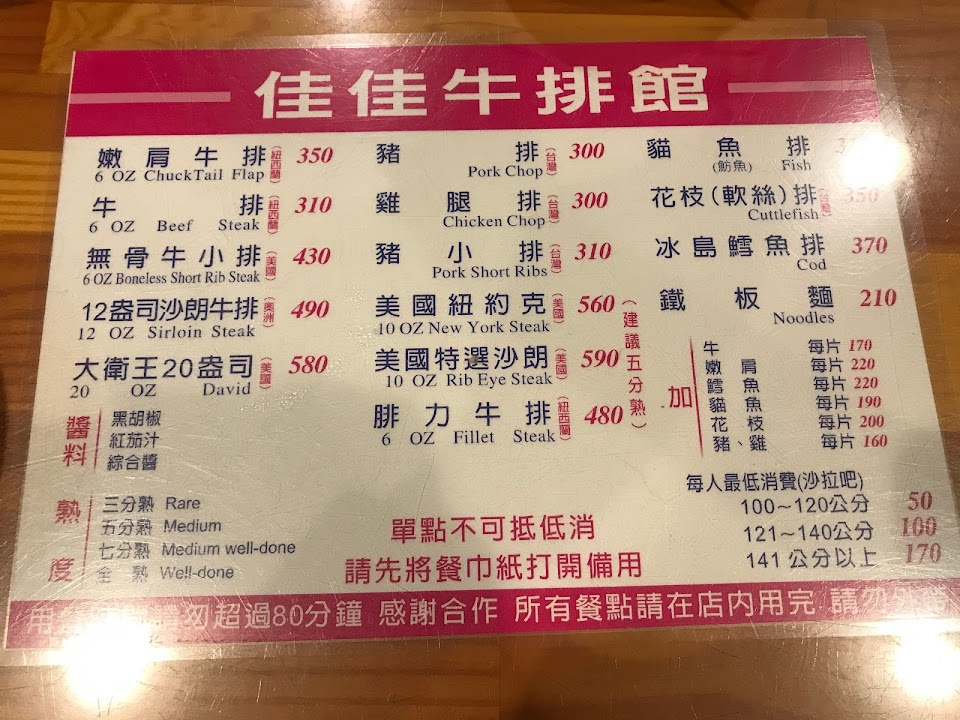 佳佳牛排館
嫩肩牛排(紐西蘭) 350
6 OZ ChuckTail Flap
牛排(紐西蘭) 310
6 OZ Beef Steak
無骨牛小排(美國) 430
6 OZ Boneless Short Rib Steak
12盎司沙朗牛排(澳洲) 490
12 OZ Sirloin Steak
大衛王20盎司(美國) 580
20 OZ David
醬料
黑胡椒
紅茄汁
綜合醬
熟度
三分熟 Rare
五分熟 Medium
七分熟 Medium well-done
全熟 Well-done
豬排(台灣) 300
Pork Chop
雞腿排(台灣) 300
Chicken Chop
豬小排(台灣) 310
Pork Short Ribs
美國紐約克(美國) 560
10 OZ New York Steak
美國特選沙朗(美國) 590
10 OZ Rib Eye Steak
腓力牛排(紐西蘭) 480
6 OZ Fillet Steak
(建議五分熟)
單點不可抵低消
請先將餐巾紙打開備用
貓魚排
(魴魚) Fish
花枝(軟絲)排(台灣) 350
Cuttlefish
冰島鱈魚排 370
Cod
鐵板麵 210
Noodles
加
牛 每片 170
嫩肩 每片 220
鱈魚 每片 220
貓魚 每片 190
花枝 每片 200
豬、雞 每片 160
每人最低消費(沙拉吧)
100~120公分 50
121~140公分 100
141公分以上 170
用餐時間請勿超過80分鐘 感謝合作 所有餐點請在店內用完 請勿外帶